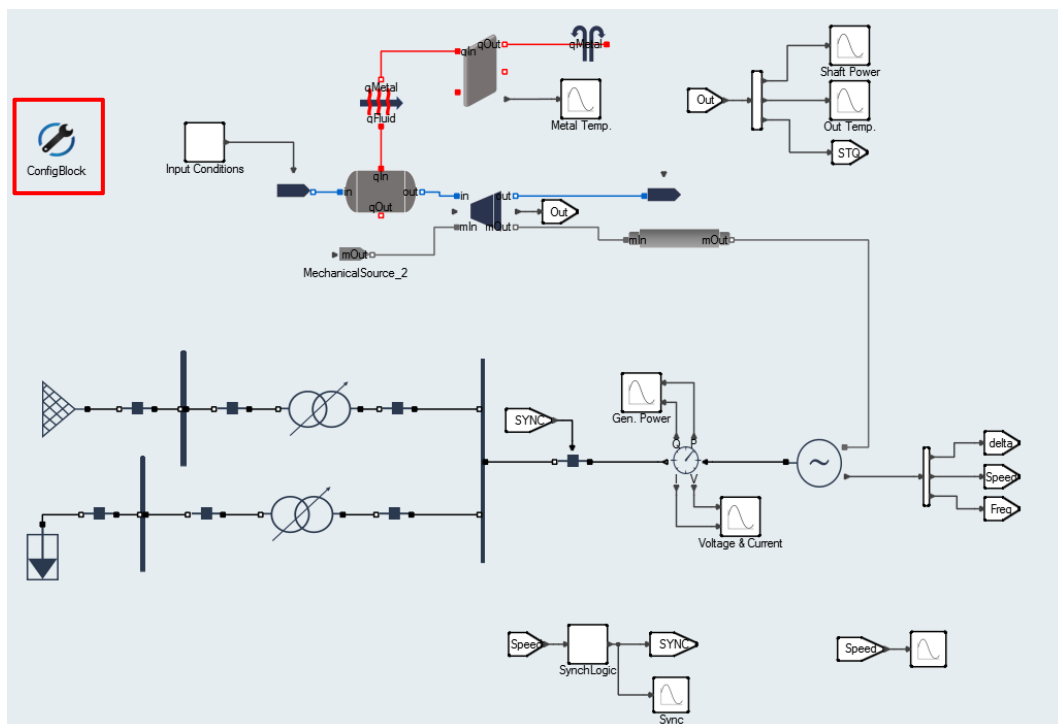 qIn
qOut
qMetal
Shaft Power
qMetal
qFluid
Metal Temp.
Out
Out Temp.
STQ
ConfigBlock
Input Conditions
in
qIn
out
qOut
in
out
mIn
mOut
Out
mOut
MechanicalSource_2
mIn
mOut
SYNC
Gen. Power
Q
P
I
V
~
Voltage & Current
delta
Speed
Freq
Speed
SynchLogic
SYNC
Sync
Speed